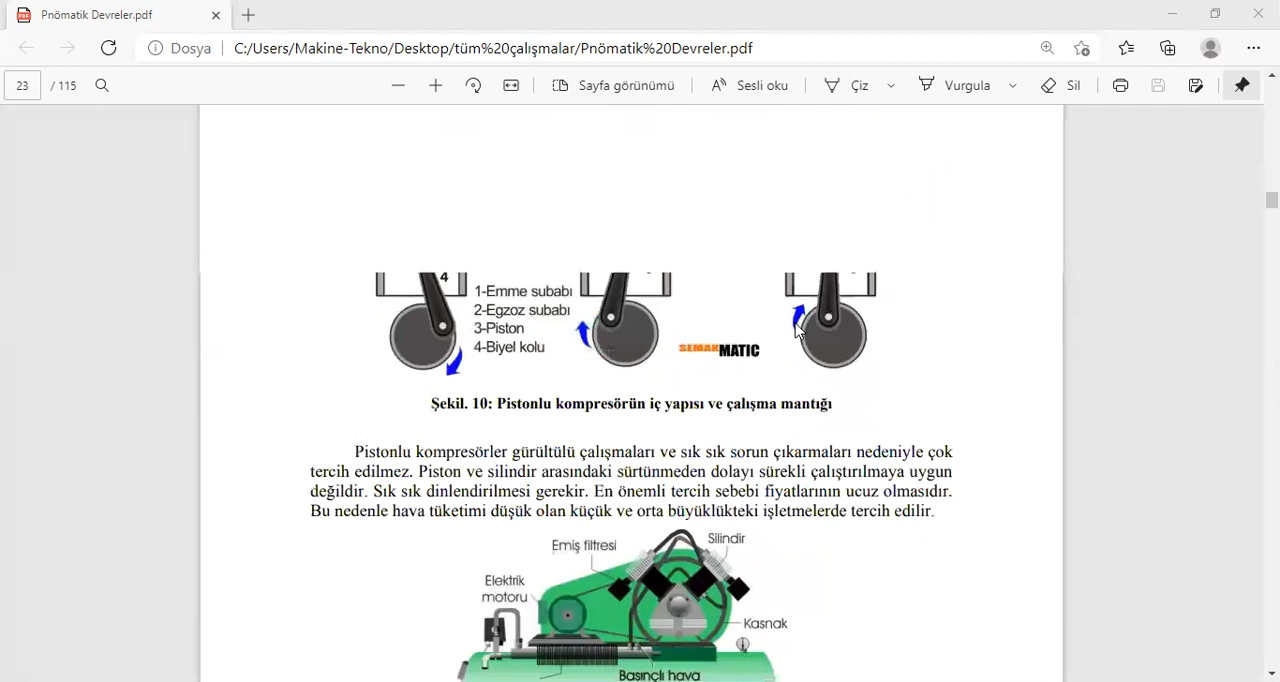 Pnömatik Devreler.pdf
Dosya C:/Users/Makine-Tekno/Desktop/tüm%20çalışmalar/Pnömatik%20Devreler.pdf
23 / 115 Sayfa görünümü Sesli oku Çiz Vurgula Sil
4
1-Emme subabı
2-Egzoz subabı
3-Piston
4-Biyel kolu
SEMAKMATIC
Şekil. 10: Pistonlu kompresörün iç yapısı ve çalışma mantığı
Pistonlu kompresörler gürültülü çalışmaları ve sık sık sorun çıkarmaları nedeniyle çok
tercih edilmez. Piston ve silindir arasındaki sürtünmeden dolayı sürekli çalıştırılmaya uygun
değildir. Sık sık dinlendirilmesi gerekir. En önemli tercih sebebi fiyatlarının ucuz olmasıdır.
Bu nedenle hava tüketimi düşük olan küçük ve orta büyüklükteki işletmelerde tercih edilir.
Emiş filtresi
Silindir
Elektrik
motoru
Kasnak
Basınçlı hava